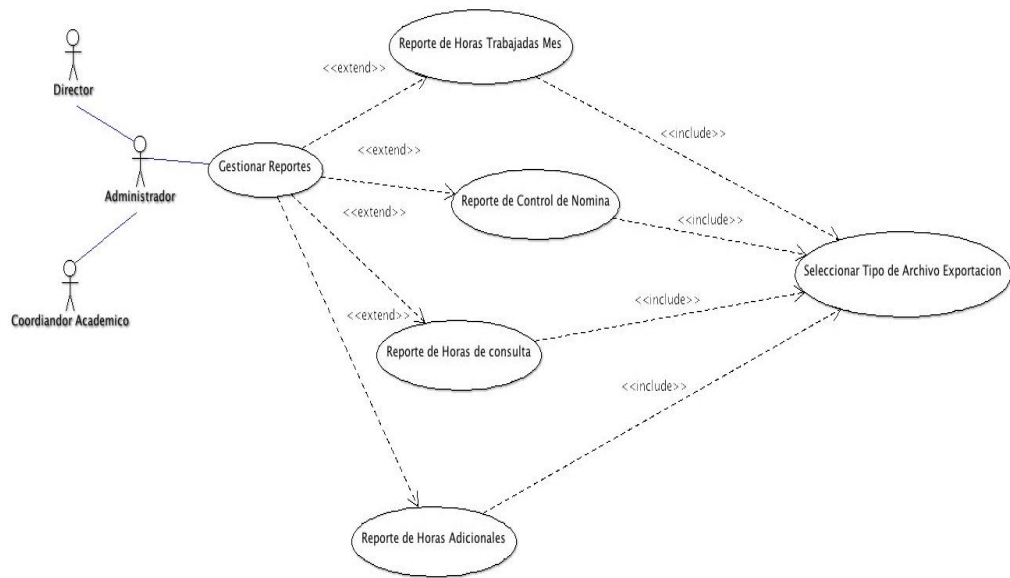 Reporte de Horas Trabajadas Mes
<<extend>>
Director
<<include>>
<<extend>>
Gestionar Reportes
Administrador
Reporte de Control de Nomina
<<extend>>
<<include>>
Coordiandor Academico
Seleccionar Tipo de Archivo Exportacion
<<include>>
<<extend>>
Reporte de Horas de consulta
<<include>>
Reporte de Horas Adicionales